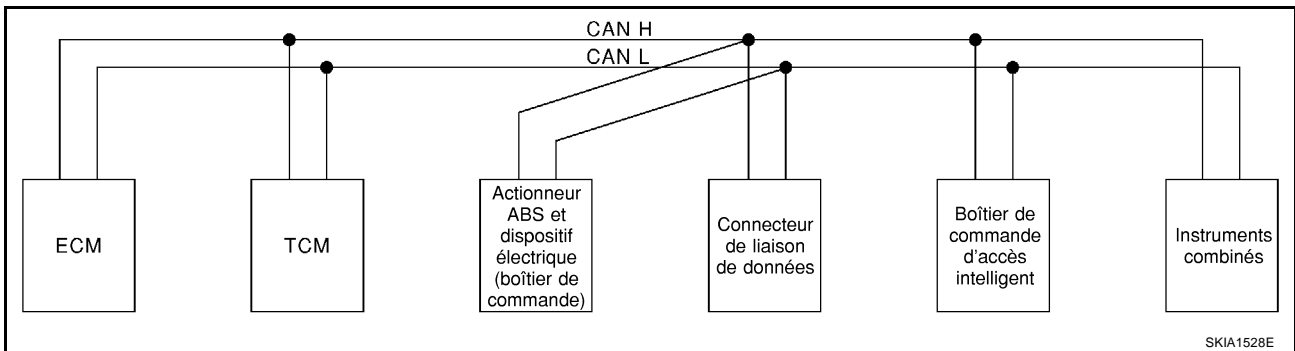 CAN H
CAN L
ECM
TCM
Actionneur
ABS et
dispositif
électrique
(boîtier de
commande)
Connecteur
de liaison
de données
Boîtier de
commande
d'accès
intelligent
Instruments
combinés
SKIA1528E